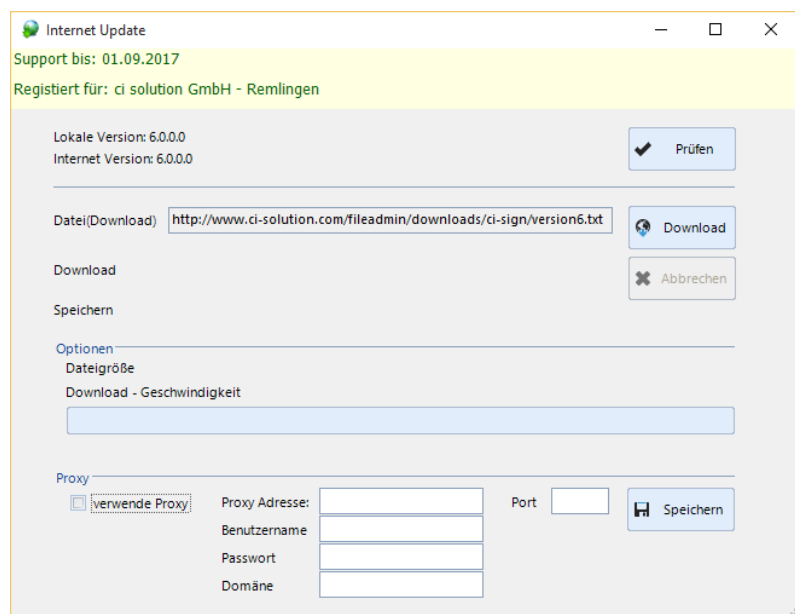 Internet Update
Support bis: 01.09.2017
Registiert für: ci solution GmbH - Remlingen
Lokale Version: 6.0.0.0
Internet Version: 6.0.0.0
Prüfen
Datei(Download) http://www.ci-solution.com/fileadmin/downloads/ci-sign/version6.txt
Download
Download
Abbrechen
Speichern
Optionen
Dateigröße
Download - Geschwindigkeit
Proxy
verwende Proxy
Proxy Adresse:
Port
Speichern
Benutzername
Passwort
Domäne